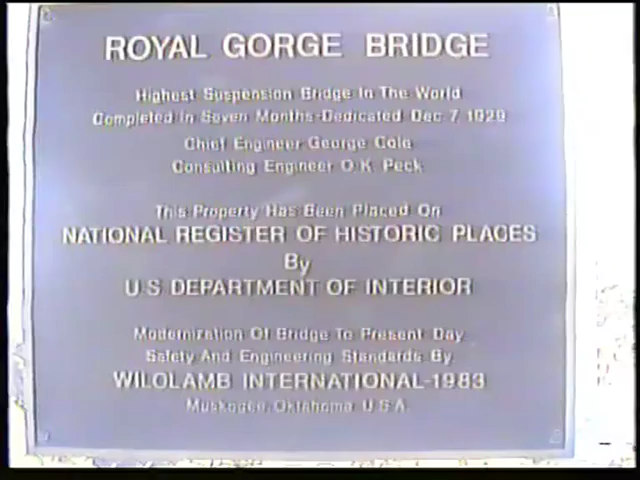 ROYAL GORGE BRIDGE
Highest Suspension Bridge In The World
Completed In Seven Months-Dedicated Dec 7 1929
Chief Engineer George Cole
Consulting Engineer O.K. Peck
This Property Has Been Placed On
NATIONAL REGISTER OF HISTORIC PLACES
By
U.S DEPARTMENT OF INTERIOR
Modernization Of Bridge To Present Day
Safety And Engineering Standards By
WILOLAMB INTERNATIONAL-1983
Muskogee, Oklahoma U.S.A.